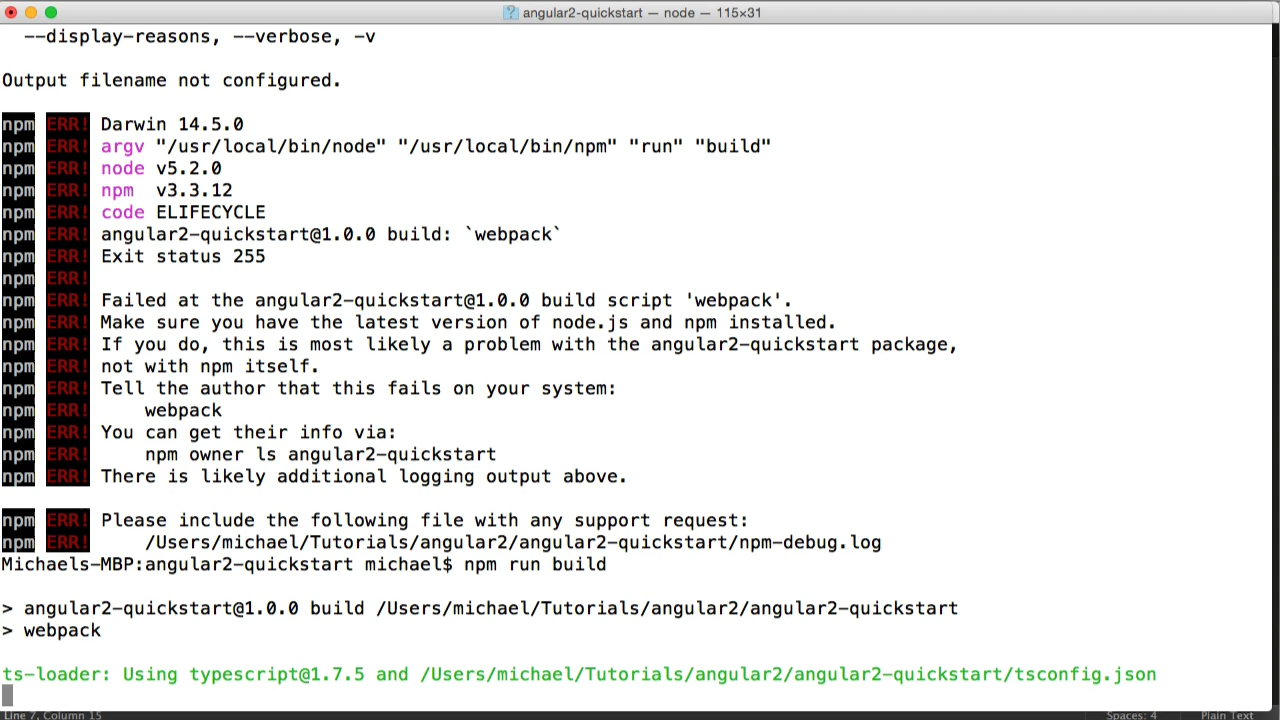 angular2-quickstart — node — 115×31
--display-reasons, --verbose, -v
Output filename not configured.
npm ERR! Darwin 14.5.0
npm ERR! argv "/usr/local/bin/node" "/usr/local/bin/npm" "run" "build"
npm ERR! node v5.2.0
npm ERR! npm  v3.3.12
npm ERR! code ELIFECYCLE
npm ERR! angular2-quickstart@1.0.0 build: `webpack`
npm ERR! Exit status 255
npm ERR!
npm ERR! Failed at the angular2-quickstart@1.0.0 build script 'webpack'.
npm ERR! Make sure you have the latest version of node.js and npm installed.
npm ERR! If you do, this is most likely a problem with the angular2-quickstart package,
npm ERR! not with npm itself.
npm ERR! Tell the author that this fails on your system:
npm ERR!     webpack
npm ERR! You can get their info via:
npm ERR!     npm owner ls angular2-quickstart
npm ERR! There is likely additional logging output above.
npm ERR! Please include the following file with any support request:
npm ERR!     /Users/michael/Tutorials/angular2/angular2-quickstart/npm-debug.log
Michaels-MBP:angular2-quickstart michael$ npm run build
> angular2-quickstart@1.0.0 build /Users/michael/Tutorials/angular2/angular2-quickstart
> webpack
ts-loader: Using typescript@1.7.5 and /Users/michael/Tutorials/angular2/angular2-quickstart/tsconfig.json
Line 7, Column 15 Spaces: 4 Plain Text